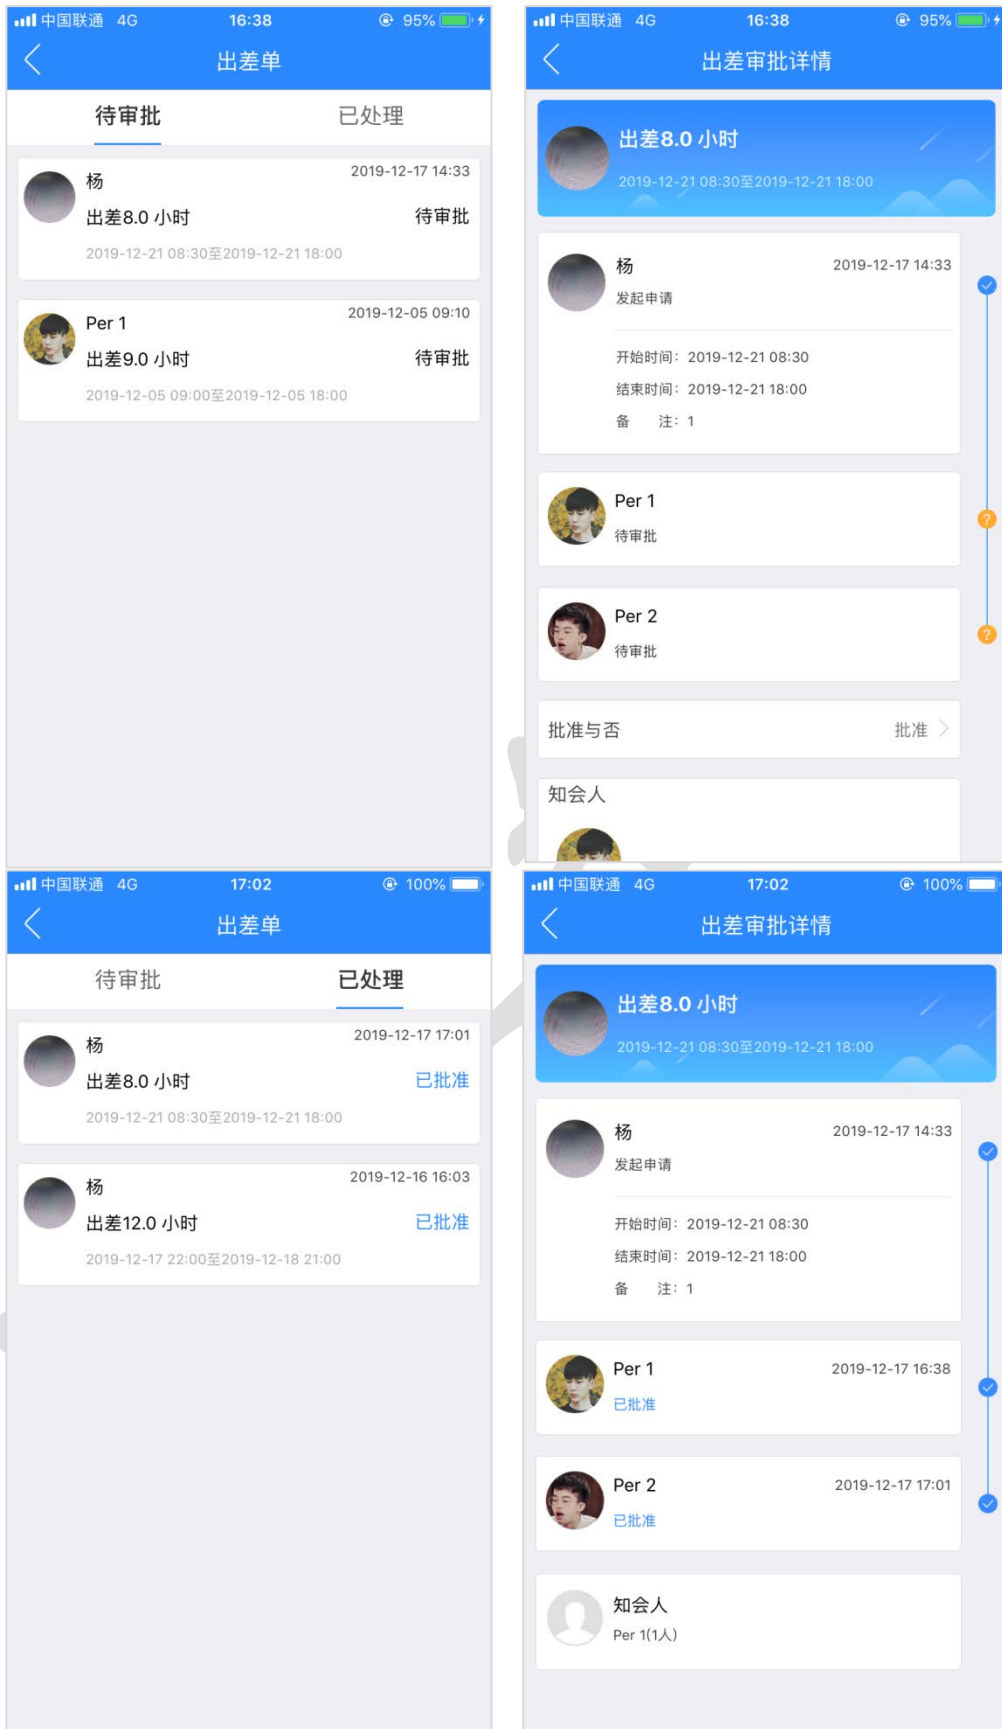 中国联通 4G 16:38 95%
出差单
待审批 已处理
杨 2019-12-17 14:33
出差8.0 小时 待审批
2019-12-21 08:30至2019-12-21 18:00
Per 1 2019-12-05 09:10
出差9.0 小时 待审批
2019-12-05 09:00至2019-12-05 18:00
中国联通 4G 16:38 95%
出差审批详情
出差8.0 小时
2019-12-21 08:30至2019-12-21 18:00
杨 2019-12-17 14:33
发起申请
开始时间: 2019-12-21 08:30
结束时间: 2019-12-21 18:00
备 注: 1
Per 1
待审批
Per 2
待审批
批准与否 批准
知会人
中国联通 4G 17:02 100%
出差单
待审批 已处理
杨 2019-12-17 17:01
出差8.0 小时 已批准
2019-12-21 08:30至2019-12-21 18:00
杨 2019-12-16 16:03
出差12.0 小时 已批准
2019-12-17 22:00至2019-12-18 21:00
中国联通 4G 17:02 100%
出差审批详情
出差8.0 小时
2019-12-21 08:30至2019-12-21 18:00
杨 2019-12-17 14:33
发起申请
开始时间: 2019-12-21 08:30
结束时间: 2019-12-21 18:00
备 注: 1
Per 1 2019-12-17 16:38
已批准
Per 2 2019-12-17 17:01
已批准
知会人
Per 1(1人)